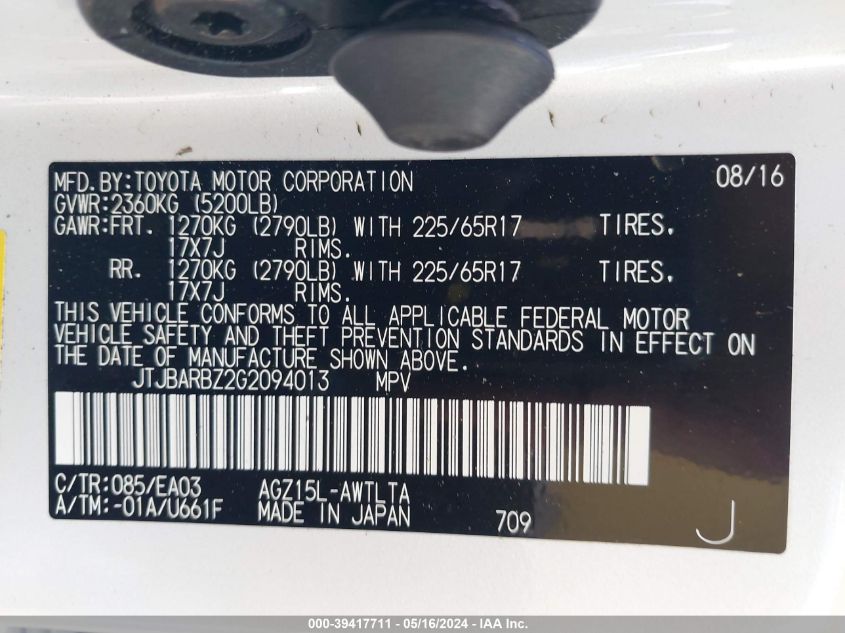 MFD.BY:TOYOTA MOTOR CORPORATION 08/16
GVWR:2360KG (5200LB)
GAWR:FRT. 1270KG (2790LB) WITH 225/65R17 TIRES.
17X7J RIMS.
RR. 1270KG (2790LB) WITH 225/65R17 TIRES.
17X7J RIMS.
THIS VEHICLE CONFORMS TO ALL APPLICABLE FEDERAL MOTOR
VEHICLE SAFETY AND THEFT PREVENTION STANDARDS IN EFFECT ON
THE DATE OF MANUFACTURE SHOWN ABOVE.
JTJBARBZ2G2094013 MPV
C/TR:085/EA03 AGZ15L-AWTLTA
A/TM:-01A/U661F MADE IN JAPAN 709 J
000-39417711 - 05/16/2024 - IAA Inc.